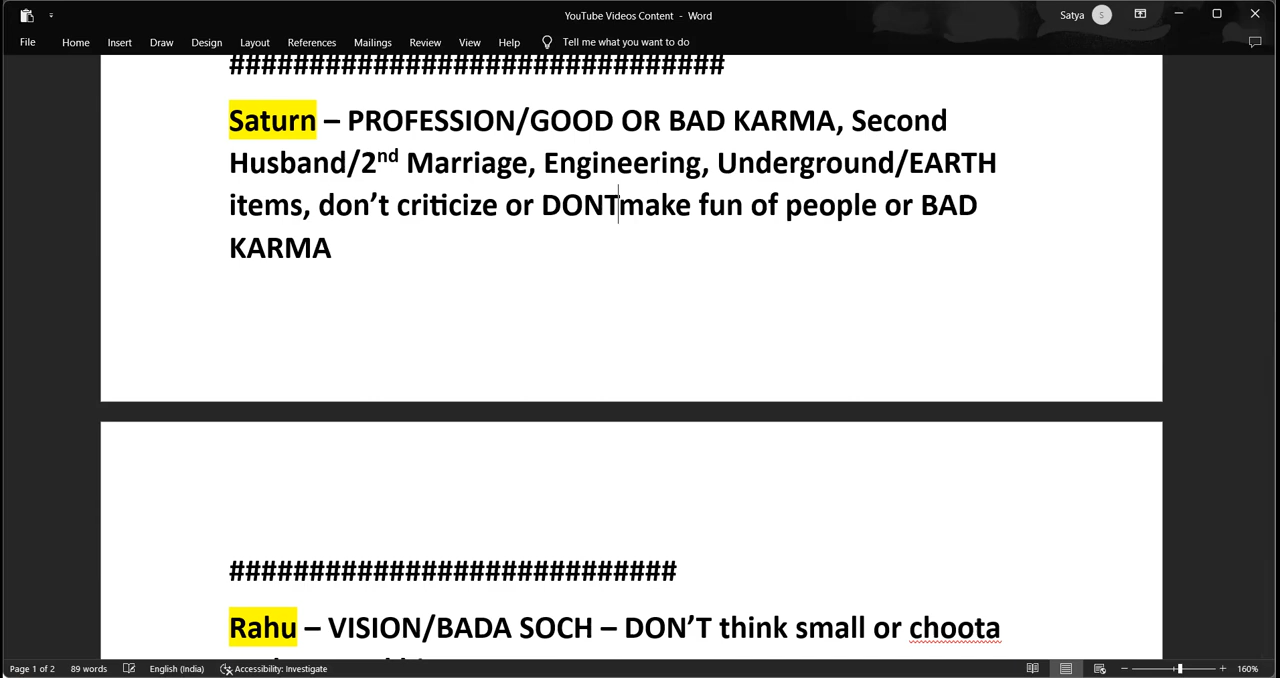 YouTube Videos Content - Word
Satya S
File Home Insert Draw Design Layout References Mailings Review View Help Tell me what you want to do
###############################
Saturn – PROFESSION/GOOD OR BAD KARMA, Second
Husband/2nd Marriage, Engineering, Underground/EARTH
items, don’t criticize or DONTmake fun of people or BAD
KARMA
############################
Rahu – VISION/BADA SOCH – DON’T think small or choota
Page 1 of 2 89 words English (India) Accessibility: Investigate 160%